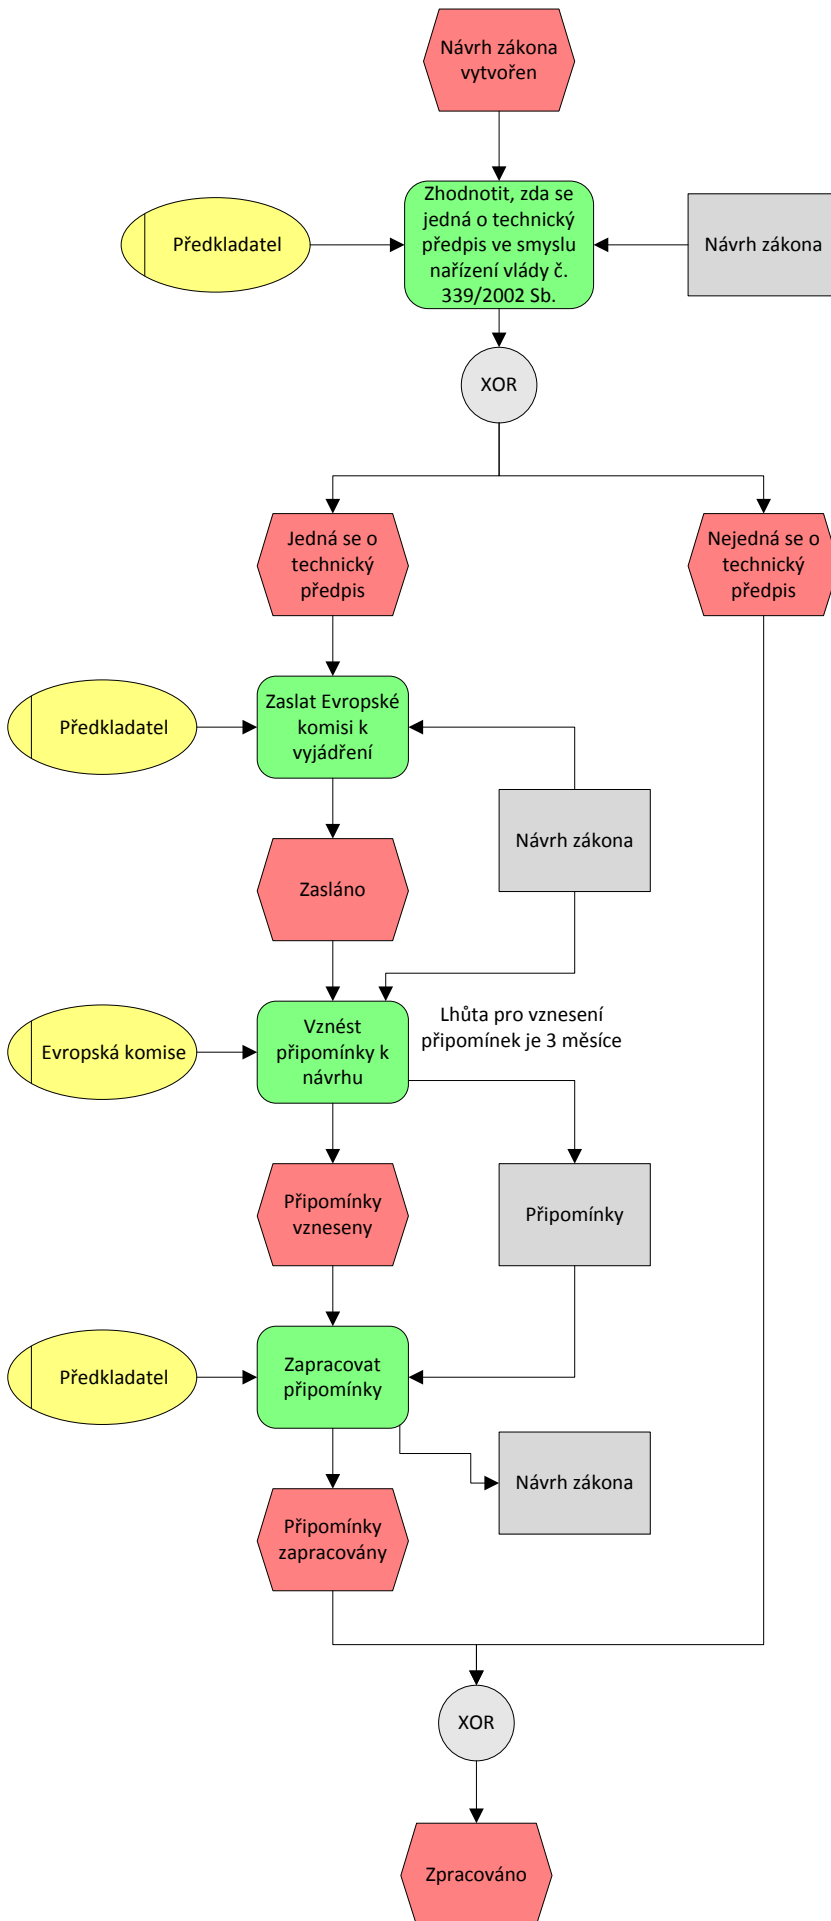 Návrh zákona
vytvořen
Zhodnotit, zda se
jedná o technický
předpis ve smyslu
nařízení vlády č.
339/2002 Sb.
Předkladatel
Návrh zákona
XOR
Jedná se o
technický
předpis
Nejedná se o
technický
předpis
Předkladatel
Zaslat Evropské
komisi k
vyjádření
Návrh zákona
Zasláno
Evropská komise
Vznést
připomínky k
návrhu
Lhůta pro vznesení
připomínek je 3 měsíce
Připomínky
vzneseny
Připomínky
Předkladatel
Zapracovat
připomínky
Návrh zákona
Připomínky
zapracovány
XOR
Zpracováno